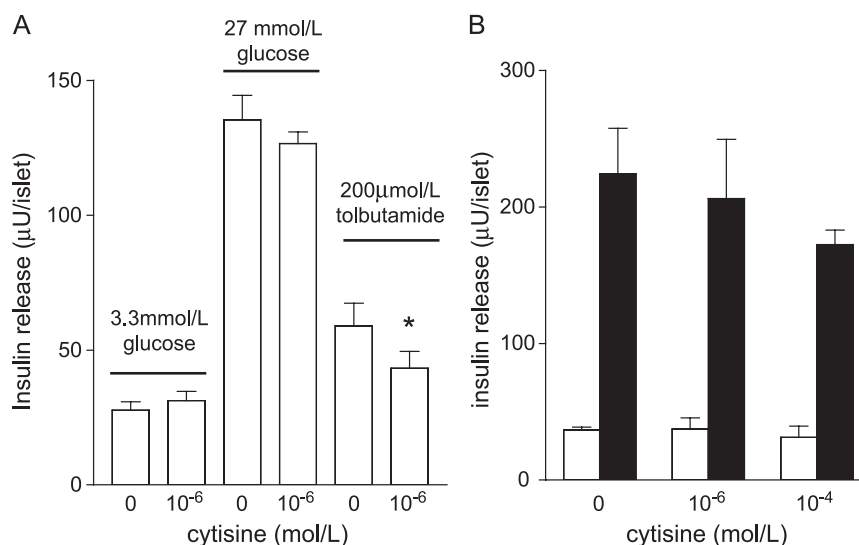 A
27 mmol/L
glucose
150
100
50
0
Insulin release (μU/islet)
200μmol/L
tolbutamide
*
3.3mmol/L
glucose
0 10⁻⁶ 0 10⁻⁶ 0 10⁻⁶
cytisine (mol/L)
B
300
200
100
0
insulin release (μU/islet)
0 10⁻⁶ 10⁻⁴
cytisine (mol/L)